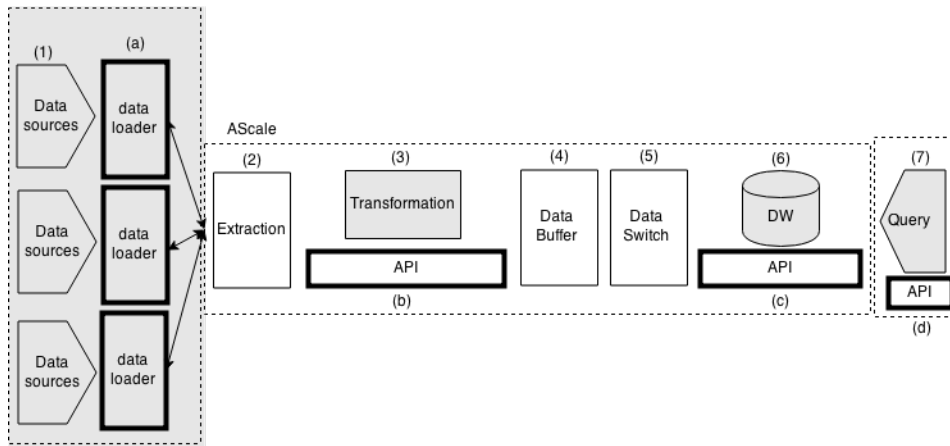 (1)
(a)
Data
sources
data
loader
Data
sources
data
loader
Data
sources
data
loader
AScale
(2)
Extraction
(3)
Transformation
API
(b)
(4)
Data
Buffer
(5)
Data
Switch
(6)
DW
API
(c)
(7)
Query
API
(d)